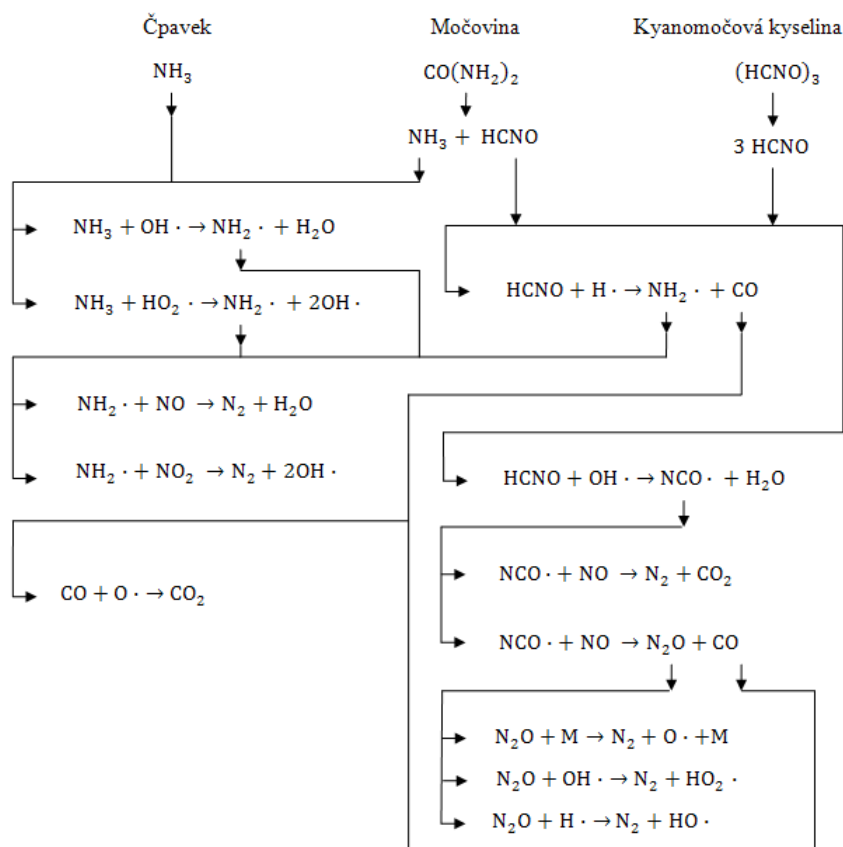 Čpavek Močovina Kyanomočová kyselina
NH₃ CO(NH₂)₂ (HCNO)₃
NH₃ + HCNO
3 HCNO
NH₃ + OH · → NH₂ · + H₂O
HCNO + H · → NH₂ · + CO
NH₃ + HO₂ · → NH₂ · + 2OH ·
NH₂ · + NO → N₂ + H₂O
NH₂ · + NO₂ → N₂ + 2OH ·
HCNO + OH · → NCO · + H₂O
NCO · + NO → N₂ + CO₂
CO + O · → CO₂
NCO · + NO → N₂O + CO
N₂O + M → N₂ + O · +M
N₂O + OH · → N₂ + HO₂ ·
N₂O + H · → N₂ + HO ·